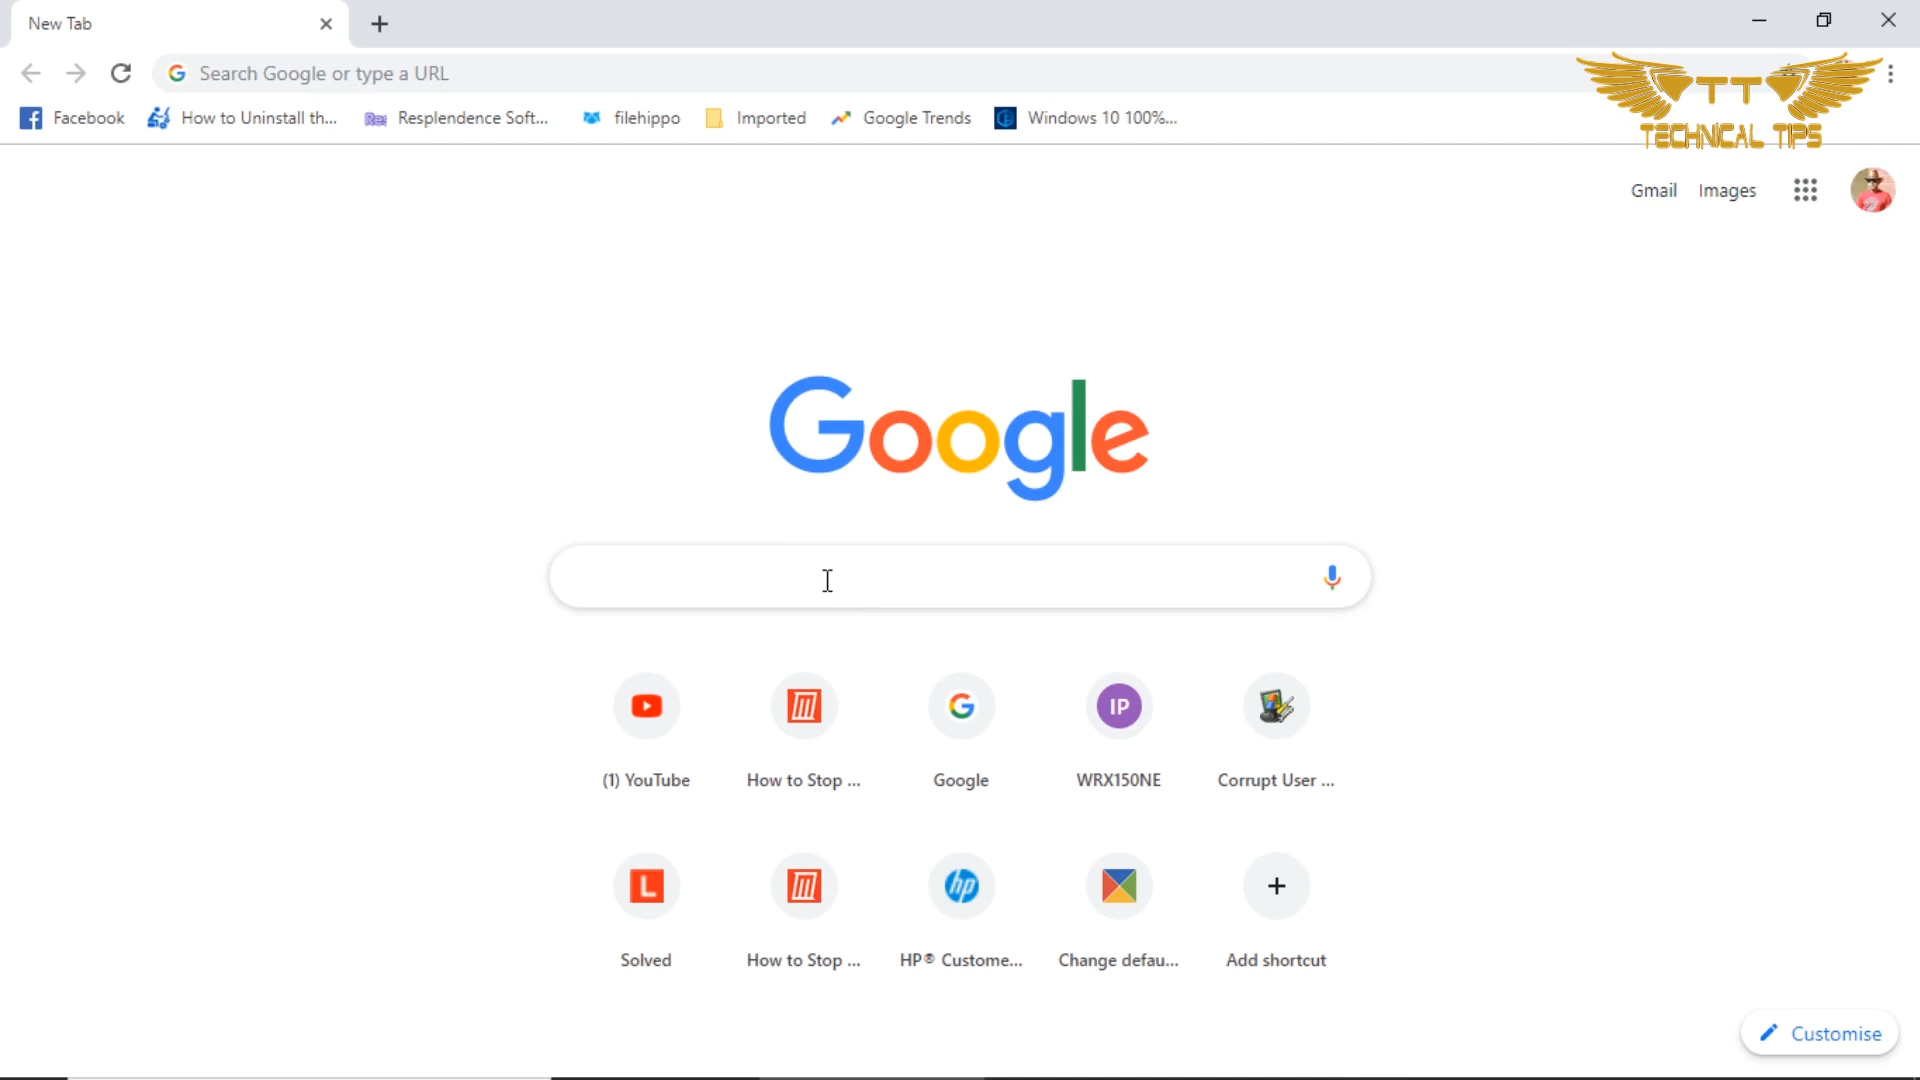 New Tab
Search Google or type a URL
TT
TECHNICAL TIPS
Facebook
How to Uninstall th...
Resplendence Soft...
filehippo
Imported
Google Trends
Windows 10 100%...
Gmail
Images
Google
IP
(1) YouTube
How to Stop ...
Google
WRX150NE
Corrupt User ...
L
hp
Solved
How to Stop ...
HP® Custome...
Change defau...
Add shortcut
Customise